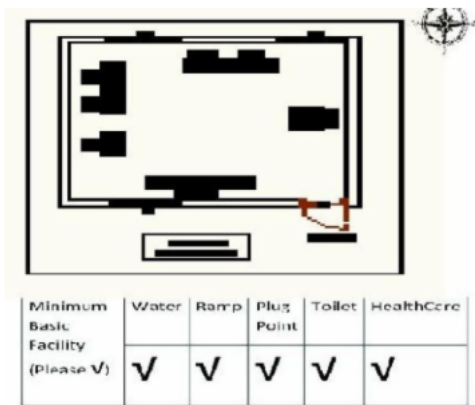 Minimum Basic Facility (Please √)
Water
Ramp
Plug Point
Toilet
HealthCare
√ √ √ √ √